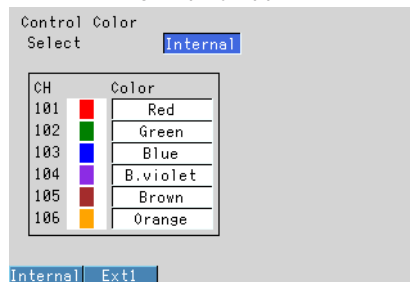 Control Color
Select Internal
CH Color
101 Red
102 Green
103 Blue
104 B.violet
105 Brown
106 Orange
Internal Ext1